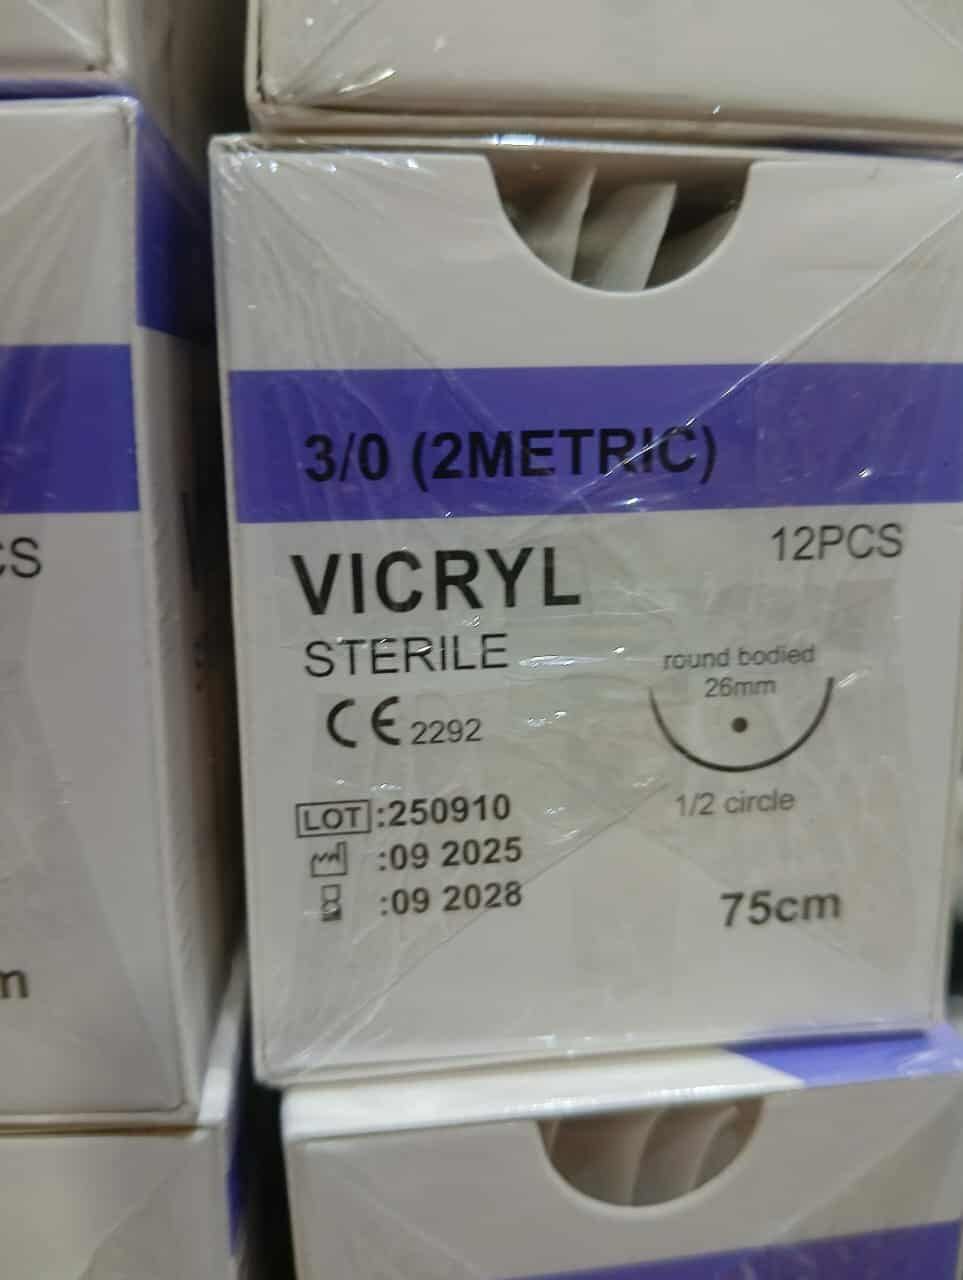 3/0 (2METRIC)
VICRYL
12PCS
STERILE
CE 2292
round bodied
26mm
1/2 circle
LOT :250910
:09 2025
:09 2028
75cm
CS
m